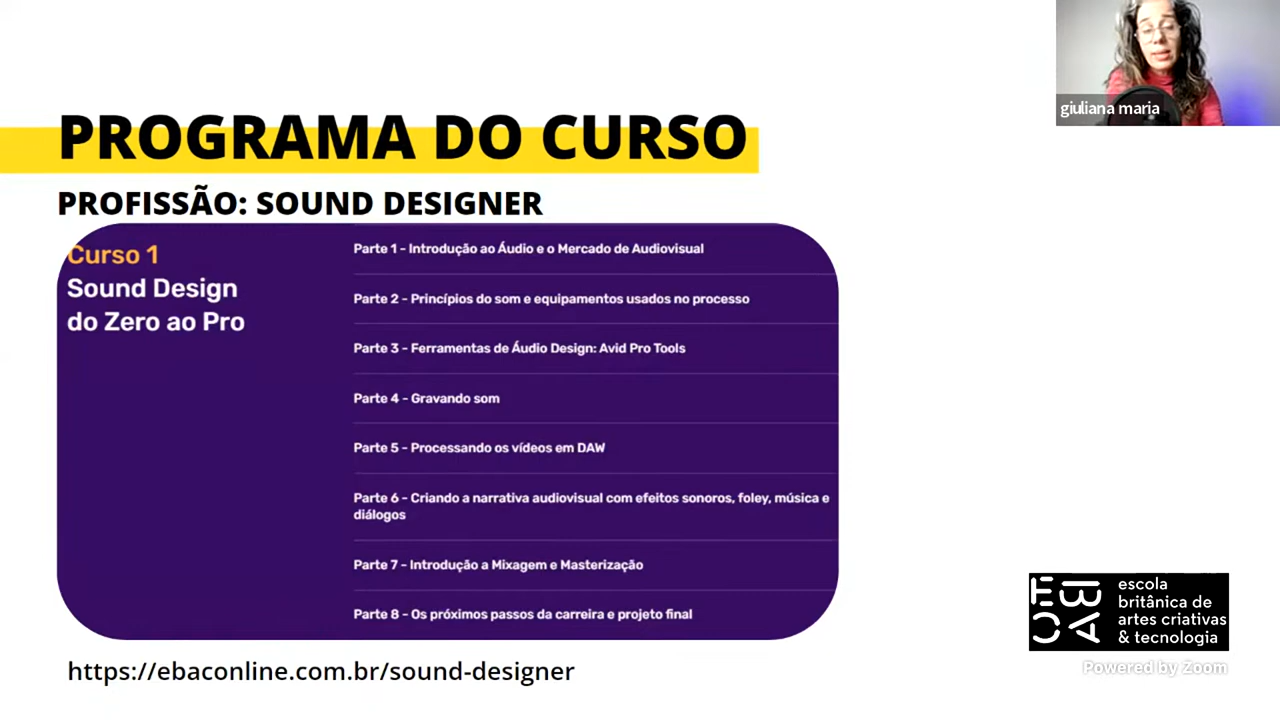 giuliana maria
PROGRAMA DO CURSO
PROFISSÃO: SOUND DESIGNER
Curso 1
Sound Design
do Zero ao Pro
Parte 1 - Introdução ao Áudio e o Mercado de Audiovisual
Parte 2 - Princípios do som e equipamentos usados no processo
Parte 3 - Ferramentas de Áudio Design: Avid Pro Tools
Parte 4 - Gravando som
Parte 5 - Processando os vídeos em DAW
Parte 6 - Criando a narrativa audiovisual com efeitos sonoros, foley, música e
diálogos
Parte 7 - Introdução a Mixagem e Masterização
Parte 8 - Os próximos passos da carreira e projeto final
https://ebaconline.com.br/sound-designer
EBAC
escola
britânica de
artes criativas
& tecnologia
Powered by Zoom